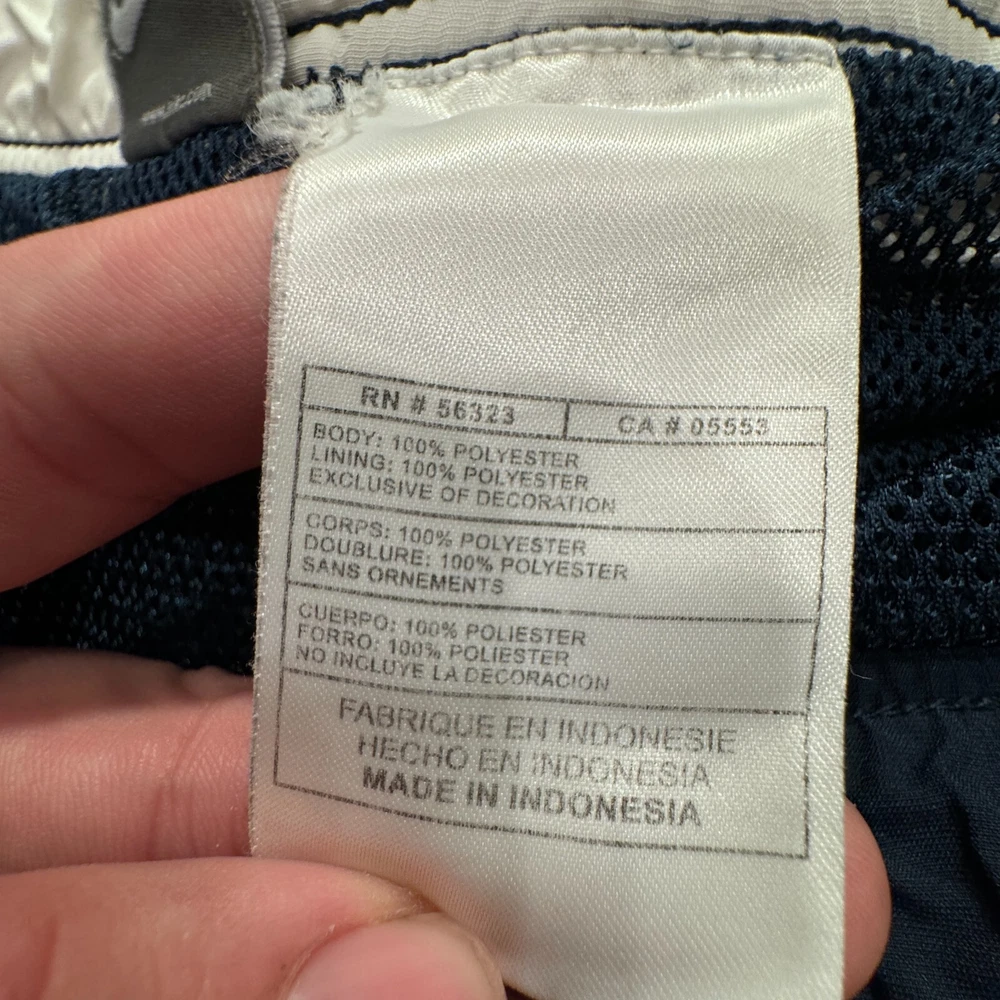 RN # 56323
CA # 05553
BODY: 100% POLYESTER
LINING: 100% POLYESTER
EXCLUSIVE OF DECORATION
CORPS: 100% POLYESTER
DOUBLURE: 100% POLYESTER
SANS ORNEMENTS
CUERPO: 100% POLIESTER
FORRO: 100% POLIESTER
NO INCLUYE LA DECORACION
FABRIQUE EN INDONESIE
HECHO EN INDONESIA
MADE IN INDONESIA